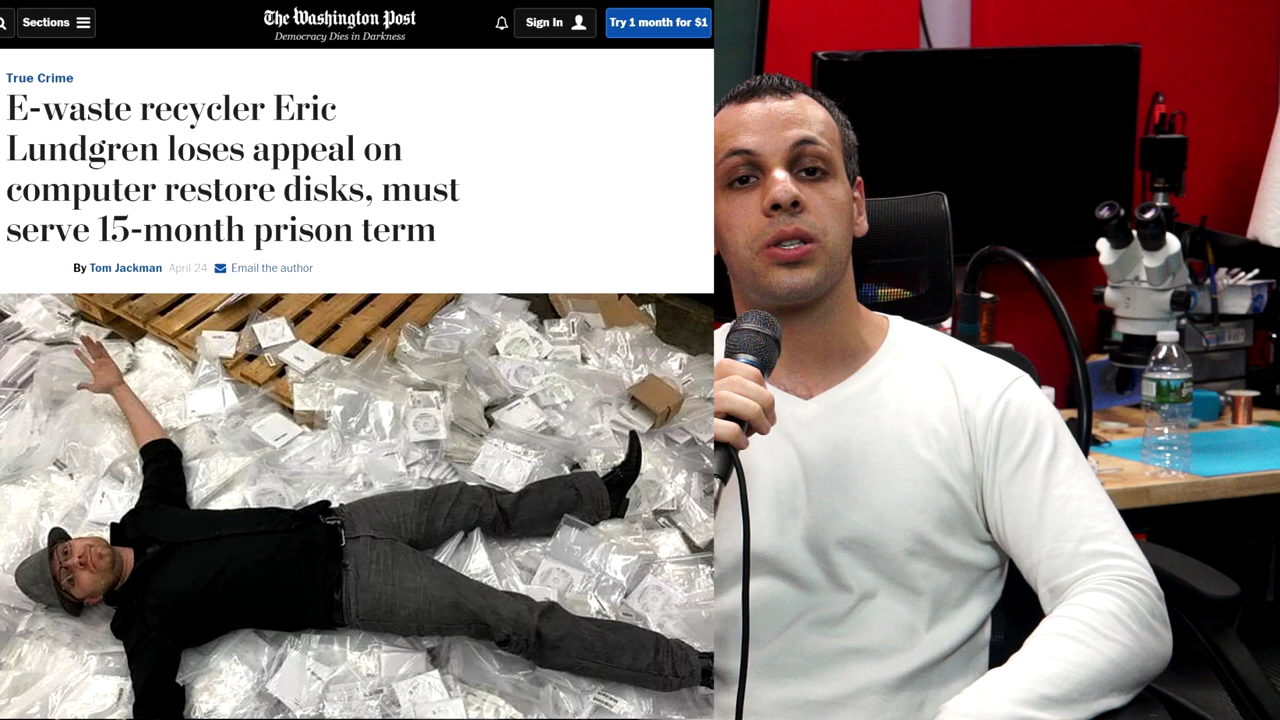 Sections
The Washington Post
Democracy Dies in Darkness
Sign In
Try 1 month for $1
True Crime
E-waste recycler Eric
Lundgren loses appeal on
computer restore disks, must
serve 15-month prison term
By Tom Jackman April 24 Email the author